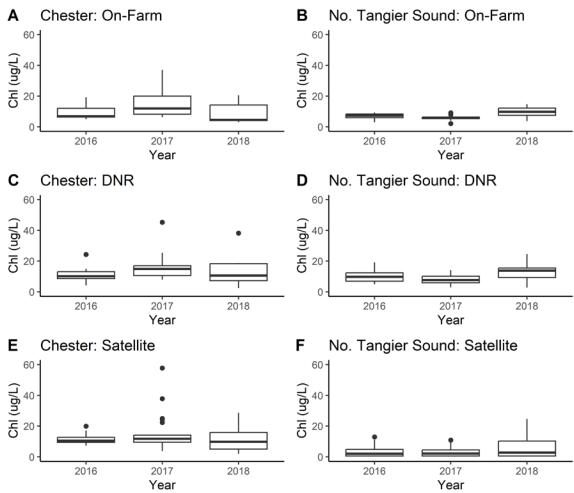 A Chester: On-Farm
Chl (ug/L)
60
40
20
0
2016 2017 2018
Year
B No. Tangier Sound: On-Farm
Chl (ug/L)
60
40
20
0
2016 2017 2018
Year
C Chester: DNR
Chl (ug/L)
60
40
20
0
2016 2017 2018
Year
D No. Tangier Sound: DNR
Chl (ug/L)
60
40
20
0
2016 2017 2018
Year
E Chester: Satellite
Chl (ug/L)
60
40
20
0
2016 2017 2018
Year
F No. Tangier Sound: Satellite
Chl (ug/L)
60
40
20
0
2016 2017 2018
Year